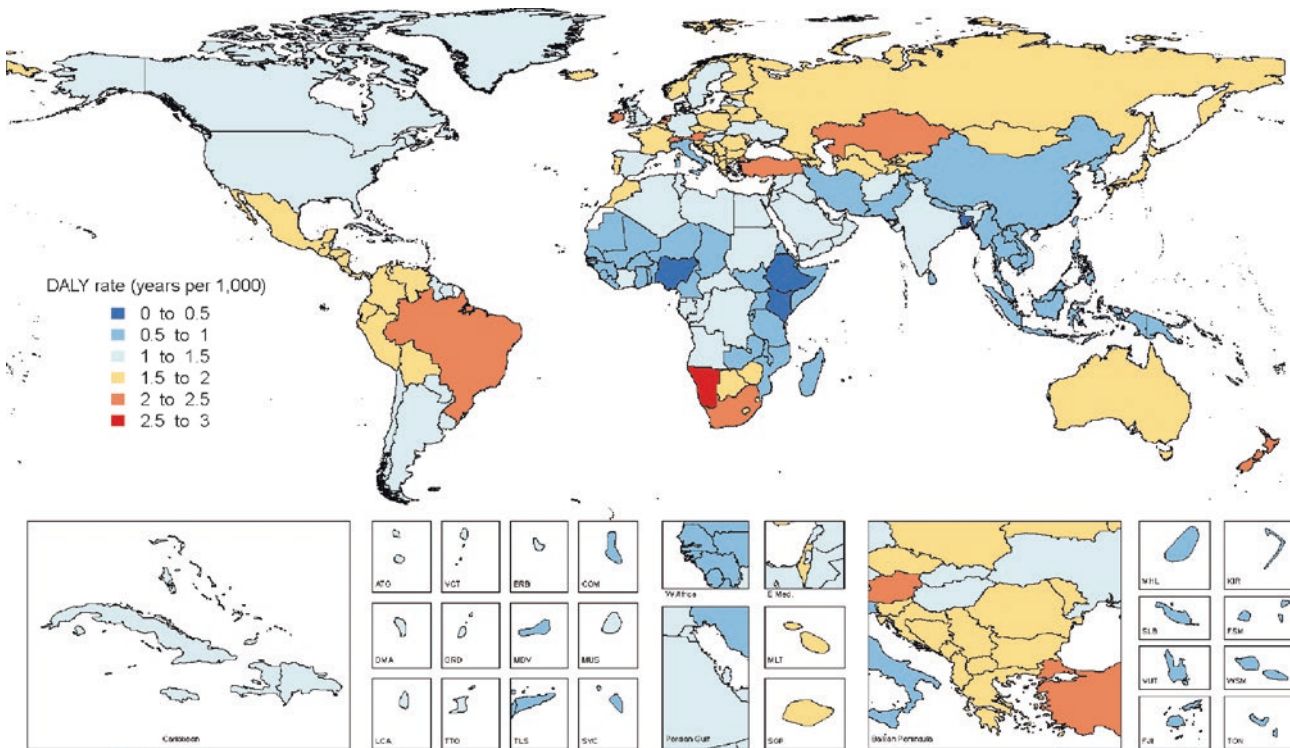 DALY rate (years per 1,000)
0 to 0.5
0.5 to 1
1 to 1.5
1.5 to 2
2 to 2.5
2.5 to 3
Caribbean
ATG
VCT
BRB
COM
DMA
GRD
MDV
MUS
LCA
TTO
TLS
SYC
W Africa
E Med.
Persian Gulf
MLT
SGP
Balkan Peninsula
MHL
KIR
SLB
FSM
VUT
WSM
FJI
TON